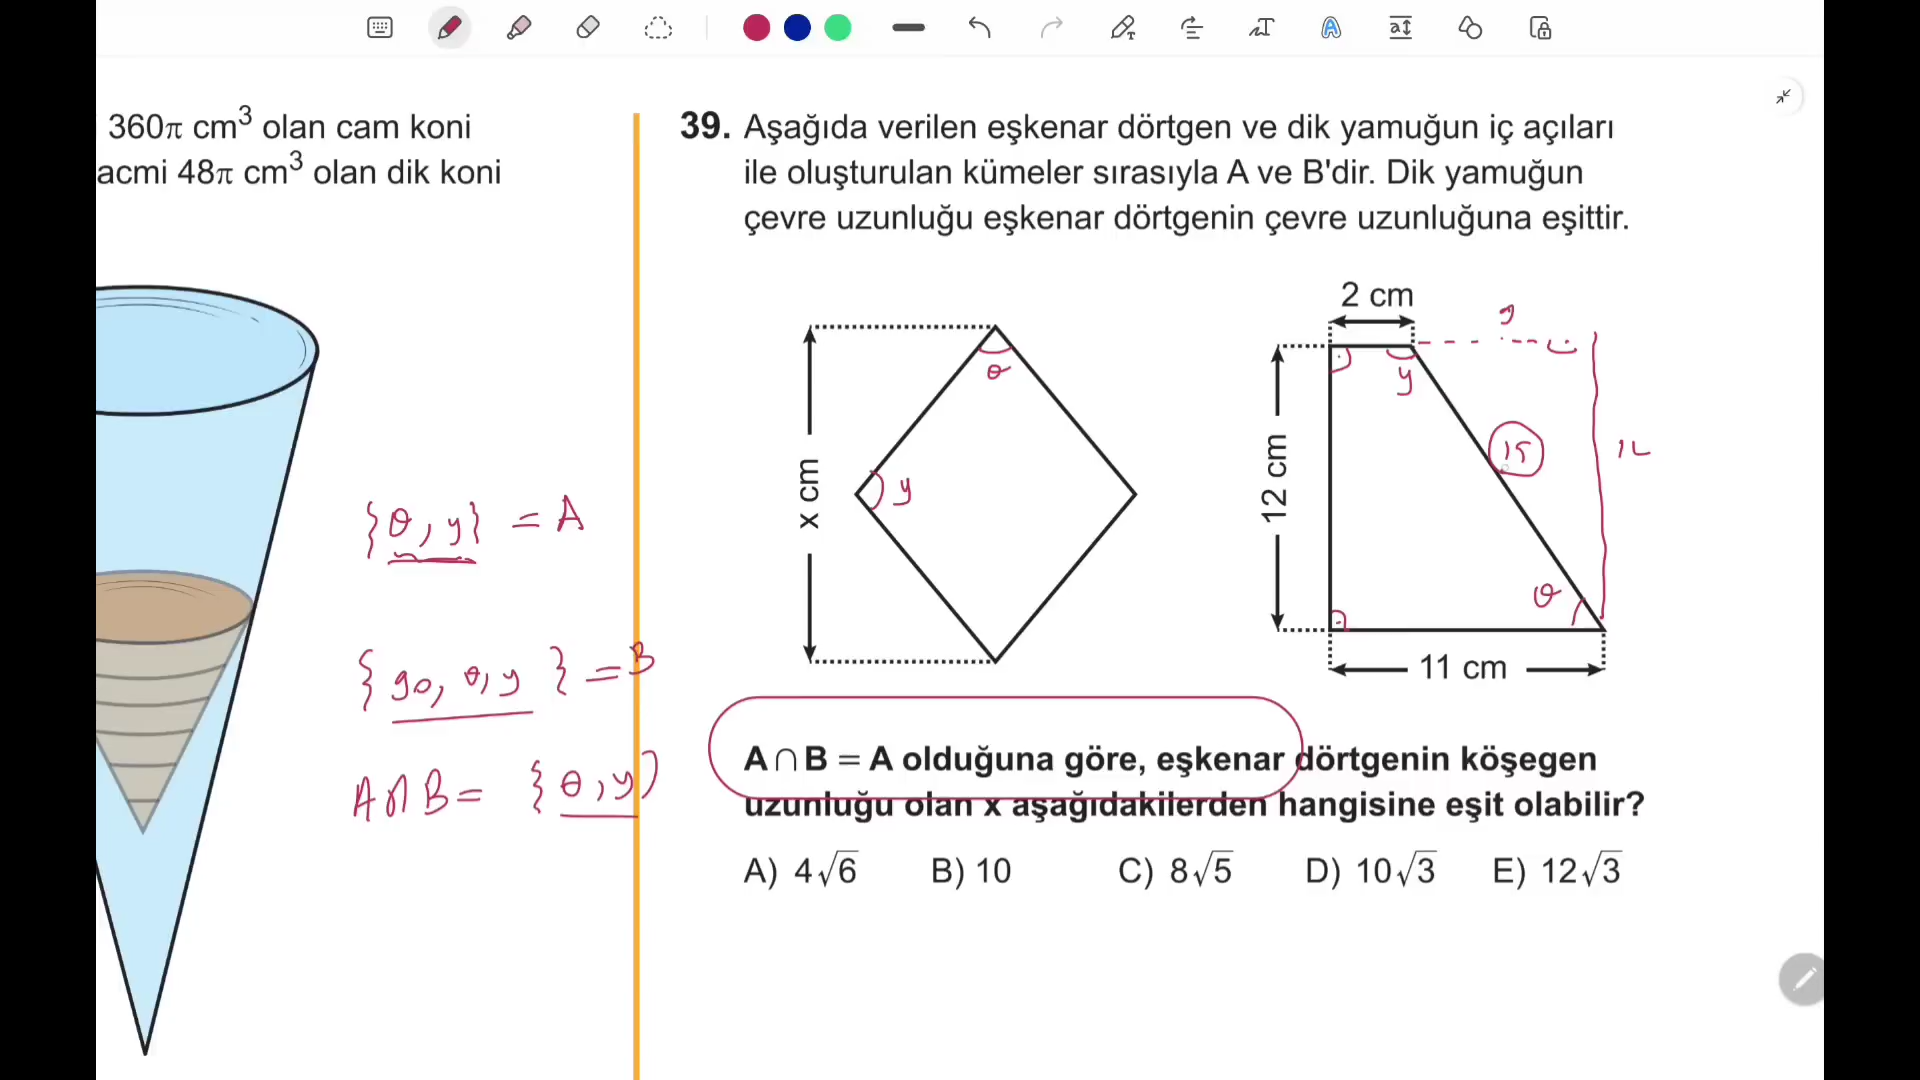 360π cm³ olan cam koni
acmi 48π cm³ olan dik koni
{θ, y} = A
{90, θ, y} = B
A∩B = {θ, y}
39. Aşağıda verilen eşkenar dörtgen ve dik yamuğun iç açıları
ile oluşturulan kümeler sırasıyla A ve B'dir. Dik yamuğun
çevre uzunluğu eşkenar dörtgenin çevre uzunluğuna eşittir.
x cm
θ
y
2 cm
9
y
12 cm
15
12
θ
11 cm
A∩B = A olduğuna göre, eşkenar dörtgenin köşegen
uzunluğu olan x aşağıdakilerden hangisine eşit olabilir?
A) 4√6 B) 10 C) 8√5 D) 10√3 E) 12√3